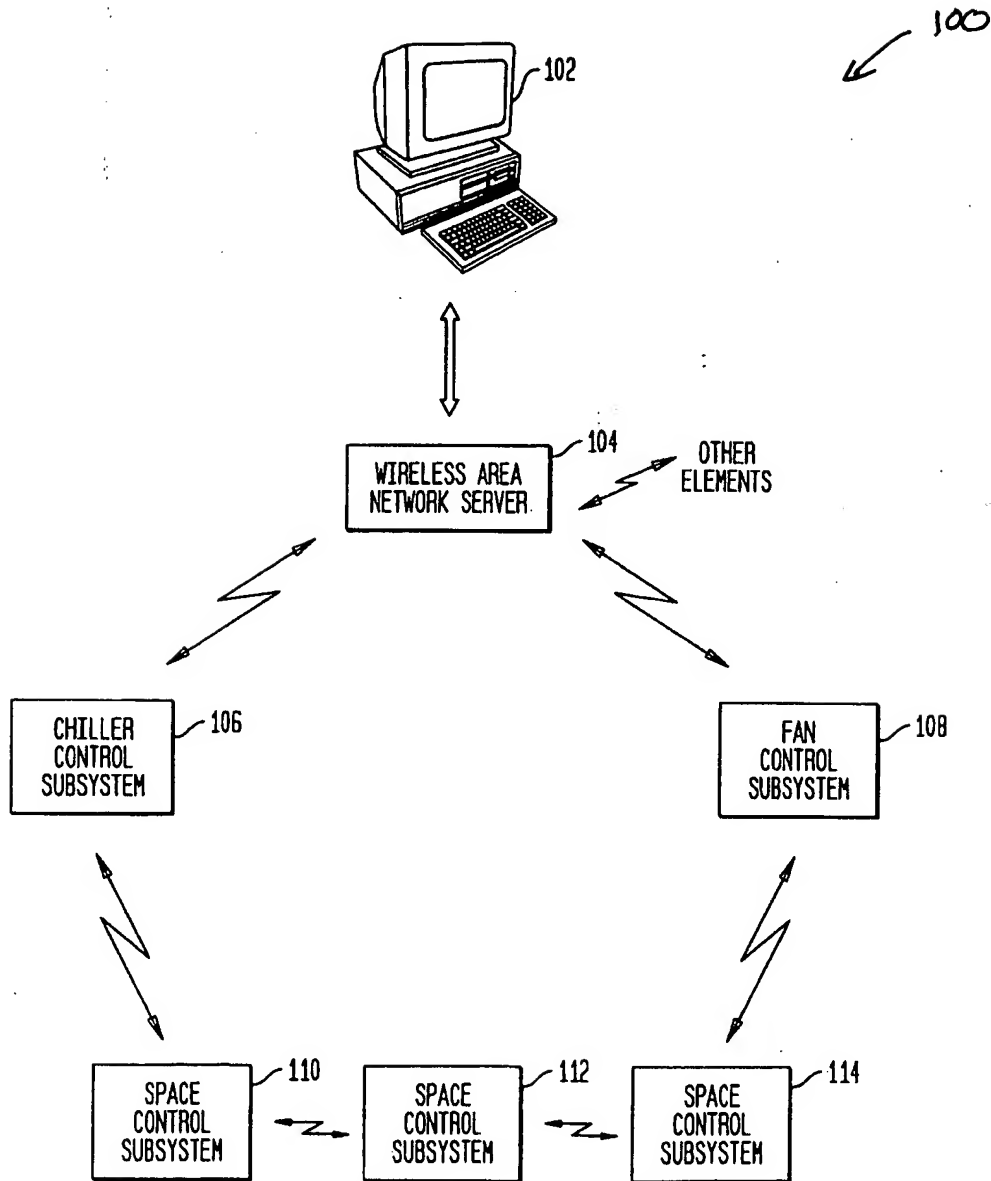 100
102
104
WIRELESS AREA
NETWORK SERVER
OTHER
ELEMENTS
CHILLER
CONTROL
SUBSYSTEM
106
FAN
CONTROL
SUBSYSTEM
108
SPACE
CONTROL
SUBSYSTEM
110
SPACE
CONTROL
SUBSYSTEM
112
SPACE
CONTROL
SUBSYSTEM
114